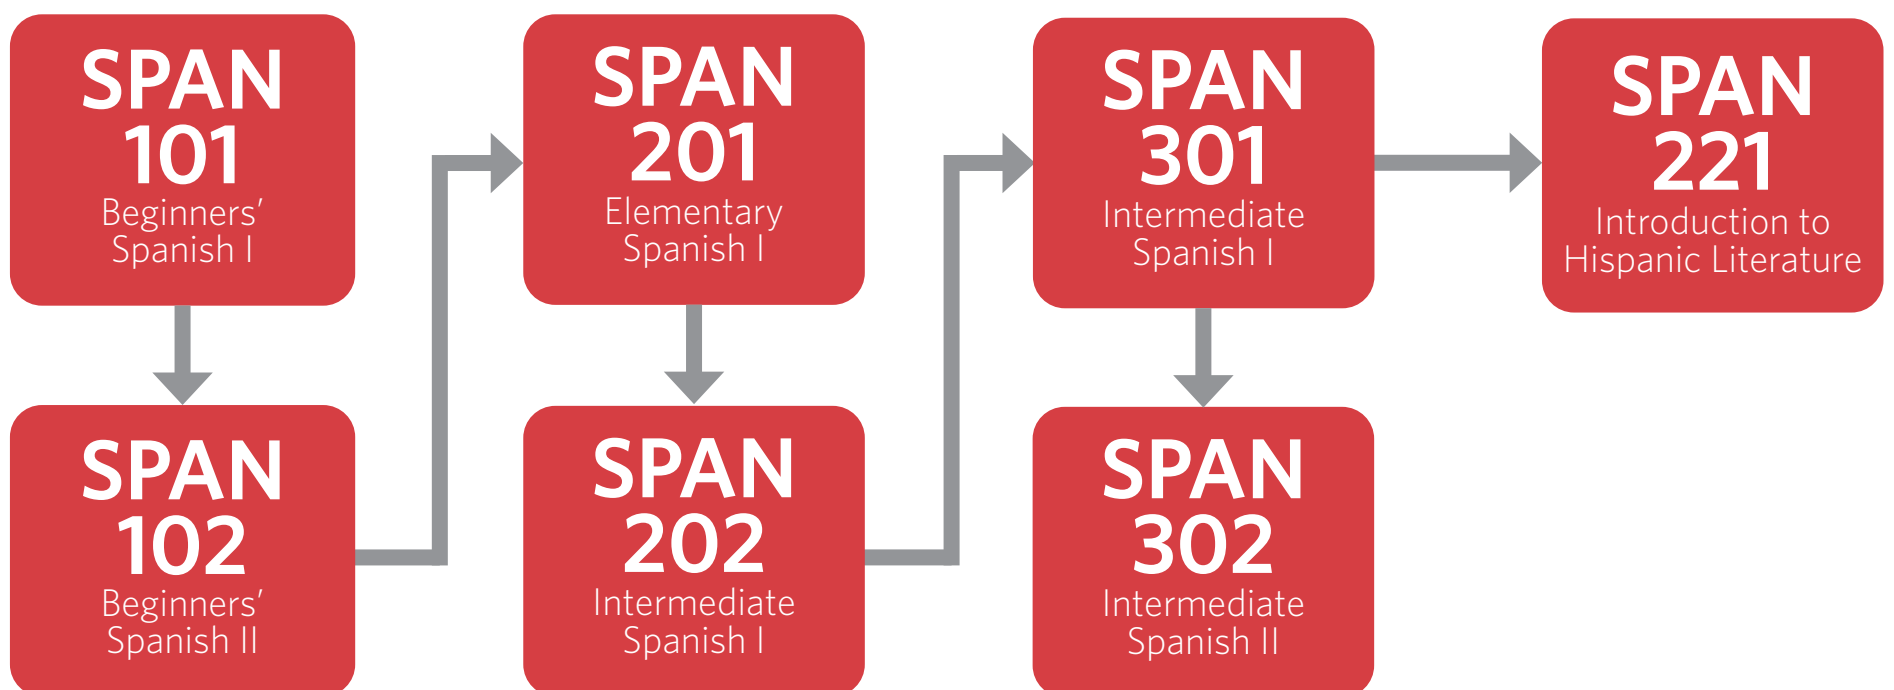 SPAN
101
Beginners'
Spanish I
SPAN
102
Beginners'
Spanish II
SPAN
201
Elementary
Spanish I
SPAN
202
Intermediate
Spanish I
SPAN
301
Intermediate
Spanish I
SPAN
302
Intermediate
Spanish II
SPAN
221
Introduction to
Hispanic Literature